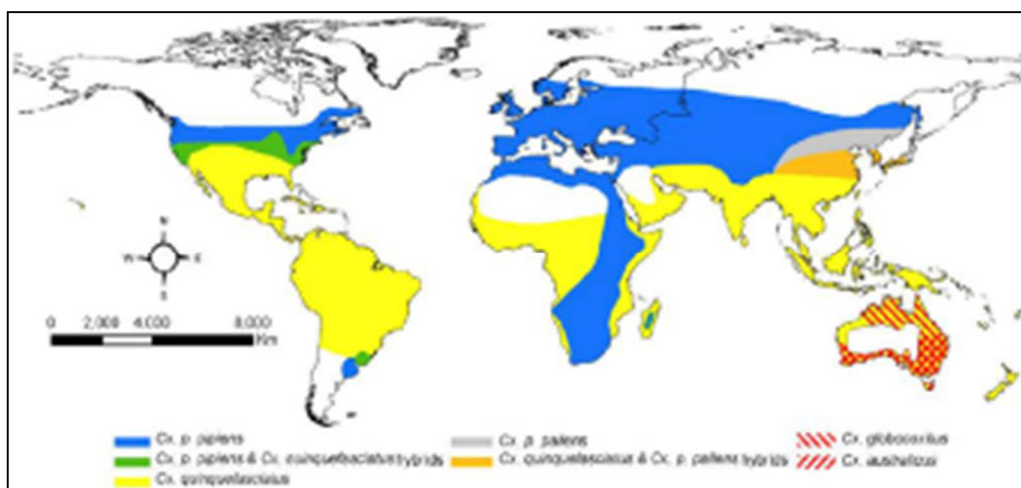 N
W E
S
0 2,000 4,000 8,000
Km
Cx. p. pipiens
Cx. p. pipiens & Cx. quinquefasciatus hybrids
Cx. quinquefasciatus
Cx. p. pallens
Cx. quinquefasciatus & Cx. p. pallens hybrids
Cx. globocoxitus
Cx. australicus